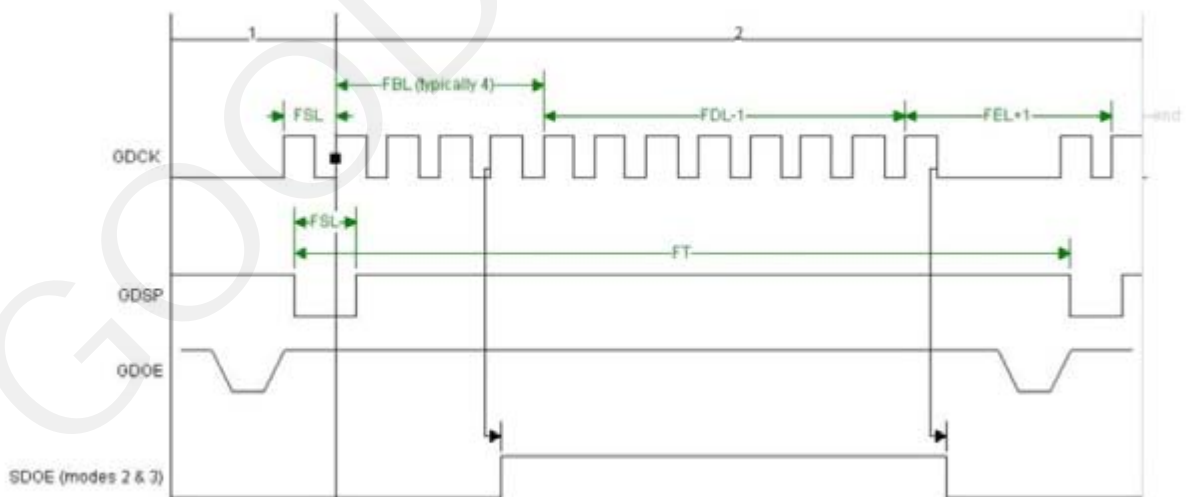 1
2
FBL (typically 4)
FSL
FDL-1
FEL+1
end
GDCK
FSL
FT
GDSP
GDOE
SDOE (modes 2 & 3)
GOOD